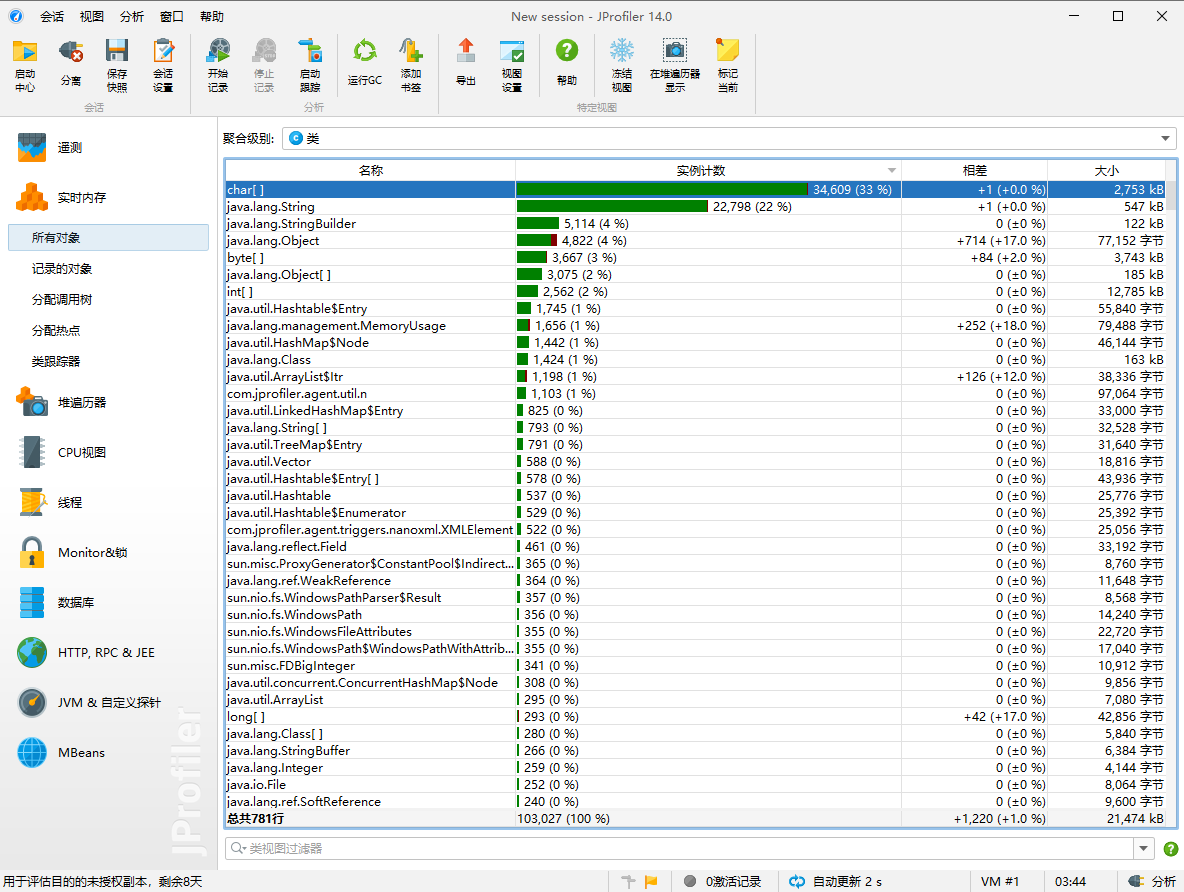 New session - JProfiler 14.0
会话 视图 分析 窗口 帮助
启动中心 分离 保存快照 会话设置 开始记录 停止记录 启动跟踪 运行GC 添加书签 导出 视图设置 帮助 冻结视图 在堆遍历器显示 标记当前
会话 分析 特定视图
遥测
实时内存
所有对象
记录的对象
分配调用树
分配热点
类跟踪器
堆遍历器
CPU视图
线程
Monitor&锁
数据库
HTTP, RPC & JEE
JVM & 自定义探针
MBeans
JProfiler
聚合级别: 类
名称 实例计数 相差 大小
char[ ] 34,609 (33 %) +1 (+0.0 %) 2,753 kB
java.lang.String 22,798 (22 %) +1 (+0.0 %) 547 kB
java.lang.StringBuilder 5,114 (4 %) 0 (±0 %) 122 kB
java.lang.Object 4,822 (4 %) +714 (+17.0 %) 77,152 字节
byte[ ] 3,667 (3 %) +84 (+2.0 %) 3,743 kB
java.lang.Object[ ] 3,075 (2 %) 0 (±0 %) 185 kB
int[ ] 2,562 (2 %) 0 (±0 %) 12,785 kB
java.util.Hashtable$Entry 1,745 (1 %) 0 (±0 %) 55,840 字节
java.lang.management.MemoryUsage 1,656 (1 %) +252 (+18.0 %) 79,488 字节
java.util.HashMap$Node 1,442 (1 %) 0 (±0 %) 46,144 字节
java.lang.Class 1,424 (1 %) 0 (±0 %) 163 kB
java.util.ArrayList$Itr 1,198 (1 %) +126 (+12.0 %) 38,336 字节
com.jprofiler.agent.util.n 1,103 (1 %) 0 (±0 %) 97,064 字节
java.util.LinkedHashMap$Entry 825 (0 %) 0 (±0 %) 33,000 字节
java.lang.String[ ] 793 (0 %) 0 (±0 %) 32,528 字节
java.util.TreeMap$Entry 791 (0 %) 0 (±0 %) 31,640 字节
java.util.Vector 588 (0 %) 0 (±0 %) 18,816 字节
java.util.Hashtable$Entry[ ] 578 (0 %) 0 (±0 %) 43,936 字节
java.util.Hashtable 537 (0 %) 0 (±0 %) 25,776 字节
java.util.Hashtable$Enumerator 529 (0 %) 0 (±0 %) 25,392 字节
com.jprofiler.agent.triggers.nanoxml.XMLElement 522 (0 %) 0 (±0 %) 25,056 字节
java.lang.reflect.Field 461 (0 %) 0 (±0 %) 33,192 字节
sun.misc.ProxyGenerator$ConstantPool$Indirect... 365 (0 %) 0 (±0 %) 8,760 字节
java.lang.ref.WeakReference 364 (0 %) 0 (±0 %) 11,648 字节
sun.nio.fs.WindowsPathParser$Result 357 (0 %) 0 (±0 %) 8,568 字节
sun.nio.fs.WindowsPath 356 (0 %) 0 (±0 %) 14,240 字节
sun.nio.fs.WindowsFileAttributes 355 (0 %) 0 (±0 %) 22,720 字节
sun.nio.fs.WindowsPath$WindowsPathWithAttrib... 355 (0 %) 0 (±0 %) 17,040 字节
sun.misc.FDBigInteger 341 (0 %) 0 (±0 %) 10,912 字节
java.util.concurrent.ConcurrentHashMap$Node 308 (0 %) 0 (±0 %) 9,856 字节
java.util.ArrayList 295 (0 %) 0 (±0 %) 7,080 字节
long[ ] 293 (0 %) +42 (+17.0 %) 42,856 字节
java.lang.Class[ ] 280 (0 %) 0 (±0 %) 5,840 字节
java.lang.StringBuffer 266 (0 %) 0 (±0 %) 6,384 字节
java.lang.Integer 259 (0 %) 0 (±0 %) 4,144 字节
java.io.File 252 (0 %) 0 (±0 %) 8,064 字节
java.lang.ref.SoftReference 240 (0 %) 0 (±0 %) 9,600 字节
总共781行 103,027 (100 %) +1,220 (+1.0 %) 21,474 kB
类视图过滤器
用于评估目的的未授权副本，剩余8天 0激活记录 自动更新 2 s VM #1 03:44 分析